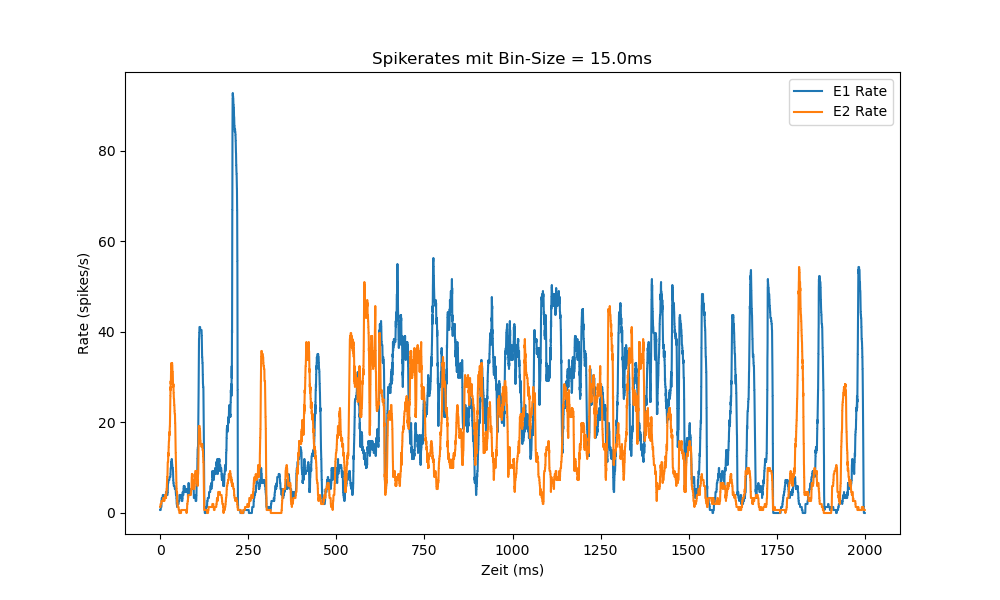 Spikerates mit Bin-Size = 15.0ms
E1 Rate
E2 Rate
80
60
40
20
0
Rate (spikes/s)
0 250 500 750 1000 1250 1500 1750 2000
Zeit (ms)